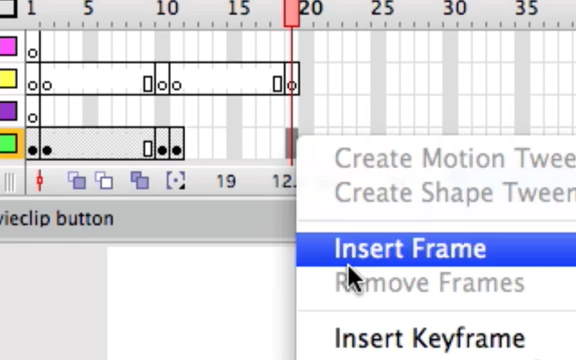 1 5 10 15 20 25 30 35
Create Motion Twee
Create Shape Tween
19 12.
vieclip button
Insert Frame
Remove Frames
Insert Keyframe